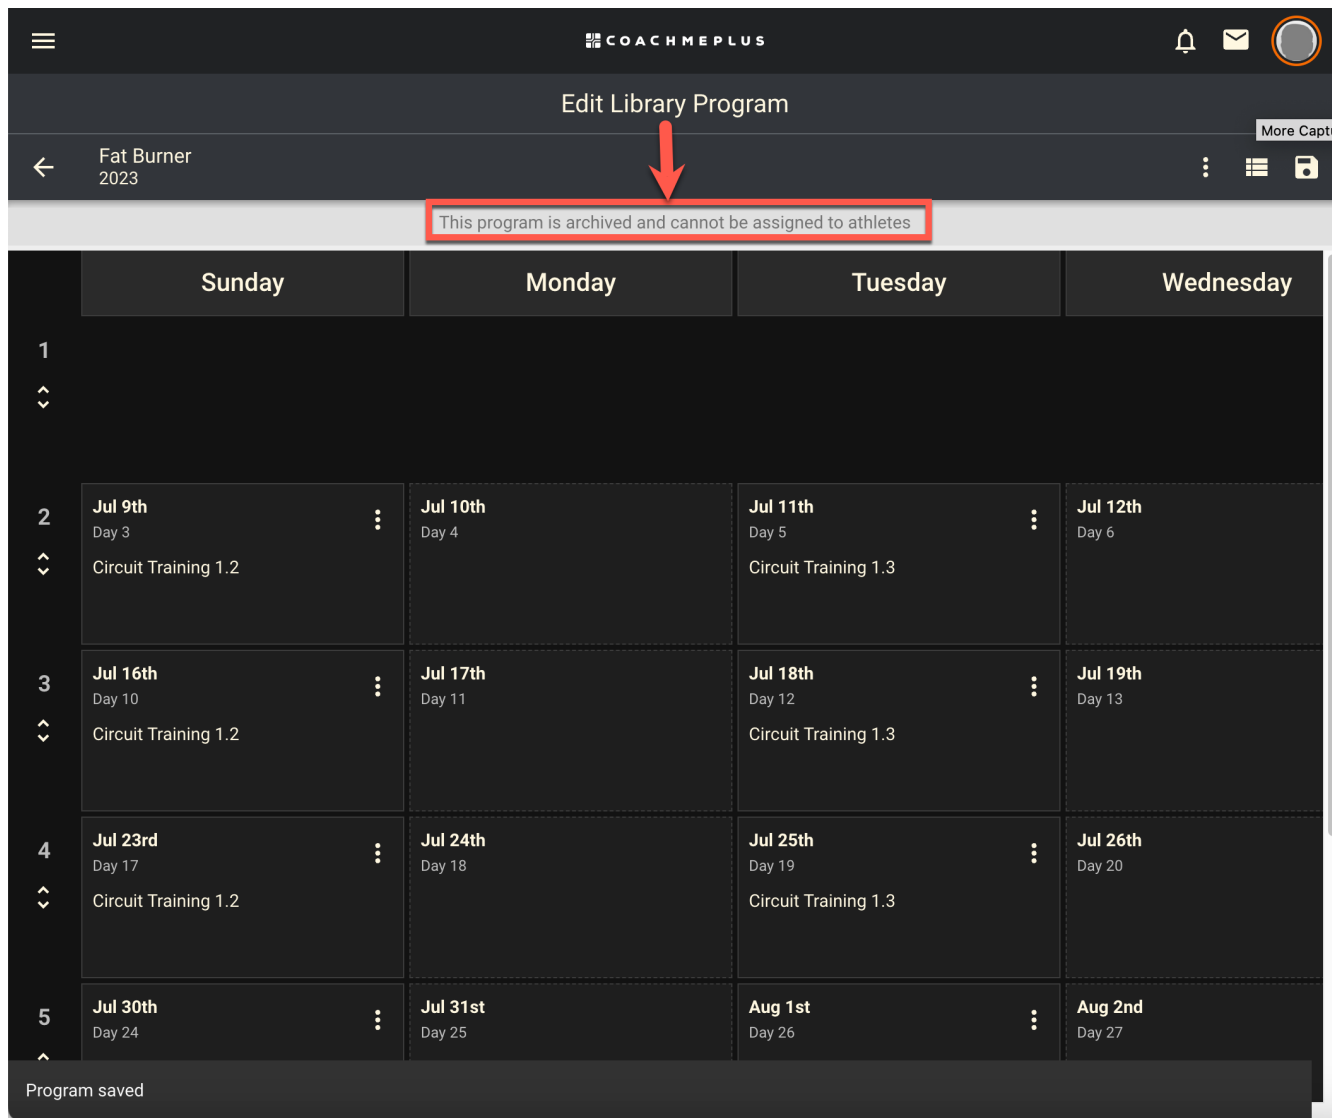 COACHMEPLUS
Edit Library Program
More Capt
Fat Burner
2023
This program is archived and cannot be assigned to athletes
Sunday Monday Tuesday Wednesday
1
2
Jul 9th
Day 3
Circuit Training 1.2
Jul 10th
Day 4
Jul 11th
Day 5
Circuit Training 1.3
Jul 12th
Day 6
3
Jul 16th
Day 10
Circuit Training 1.2
Jul 17th
Day 11
Jul 18th
Day 12
Circuit Training 1.3
Jul 19th
Day 13
4
Jul 23rd
Day 17
Circuit Training 1.2
Jul 24th
Day 18
Jul 25th
Day 19
Circuit Training 1.3
Jul 26th
Day 20
5
Jul 30th
Day 24
Jul 31st
Day 25
Aug 1st
Day 26
Aug 2nd
Day 27
Program saved